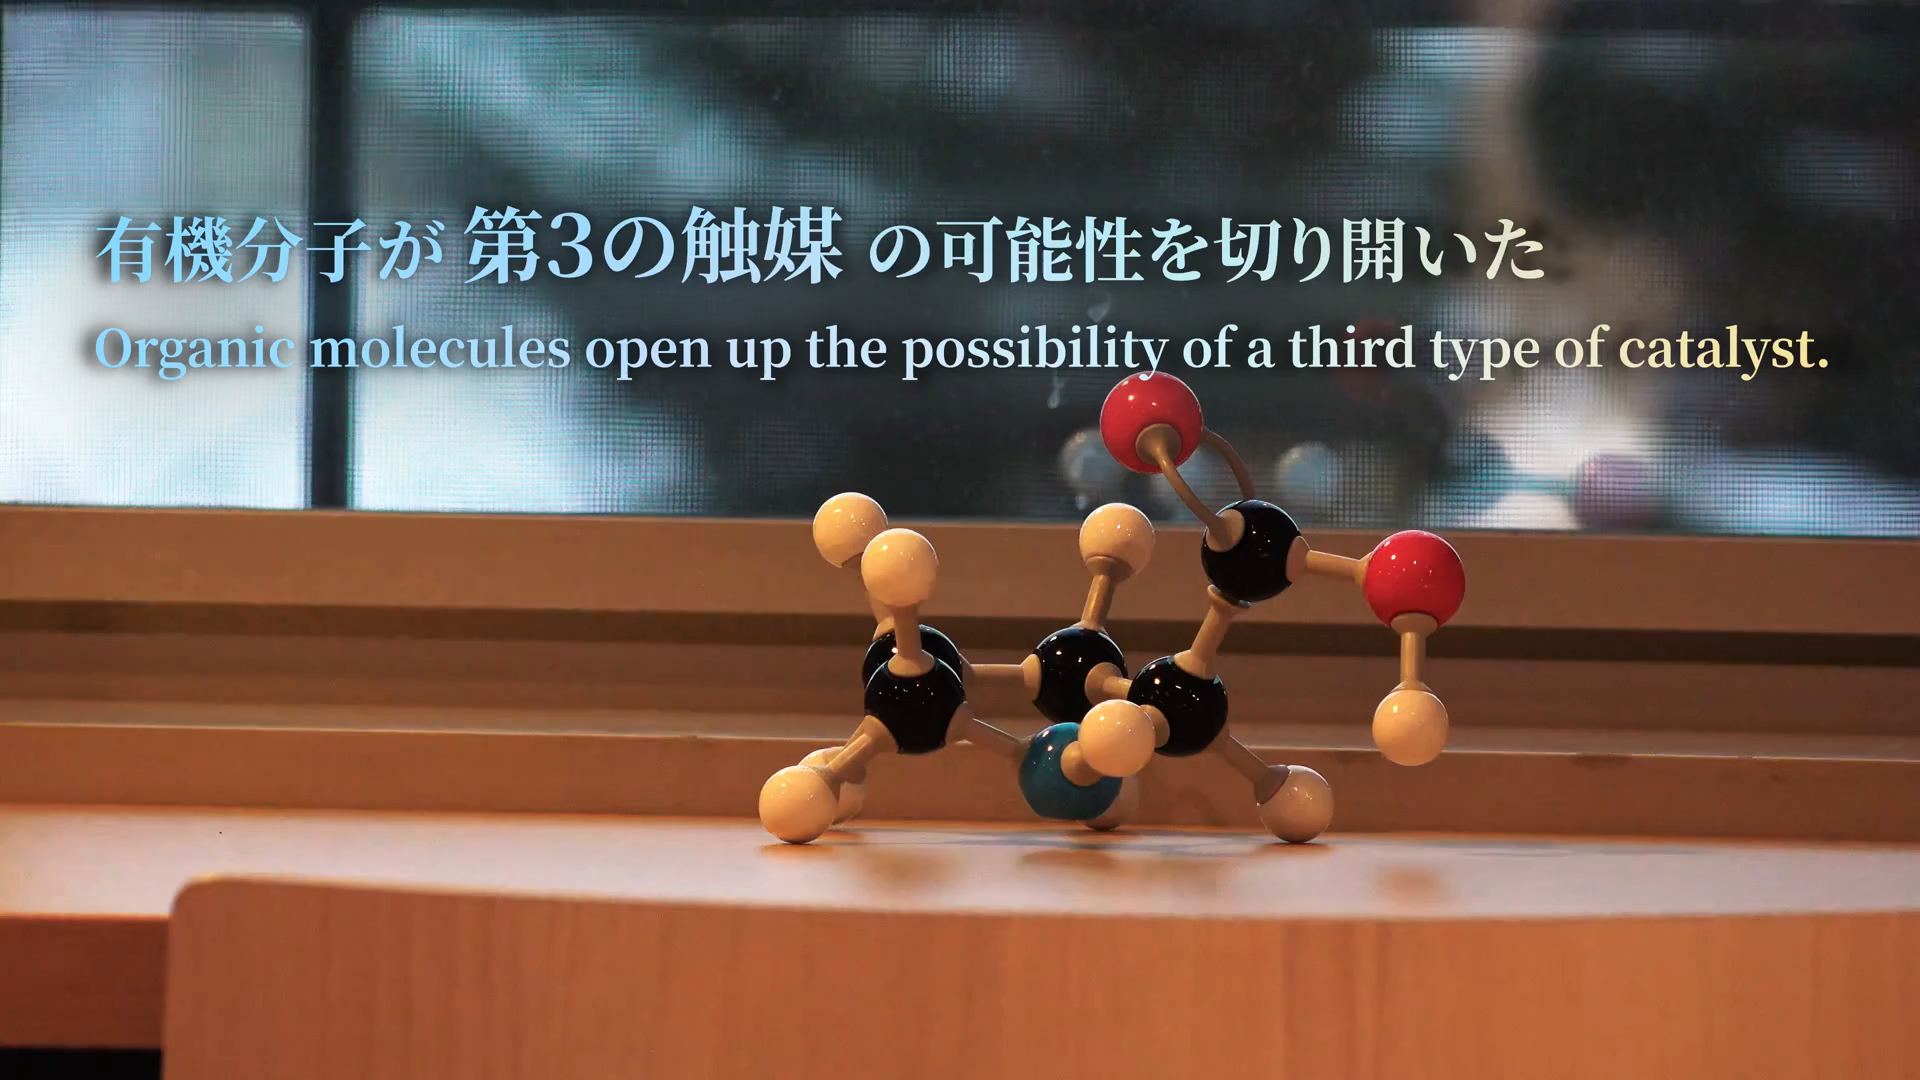 有機分子が 第3の触媒 の可能性を切り開いた
Organic molecules open up the possibility of a third type of catalyst.